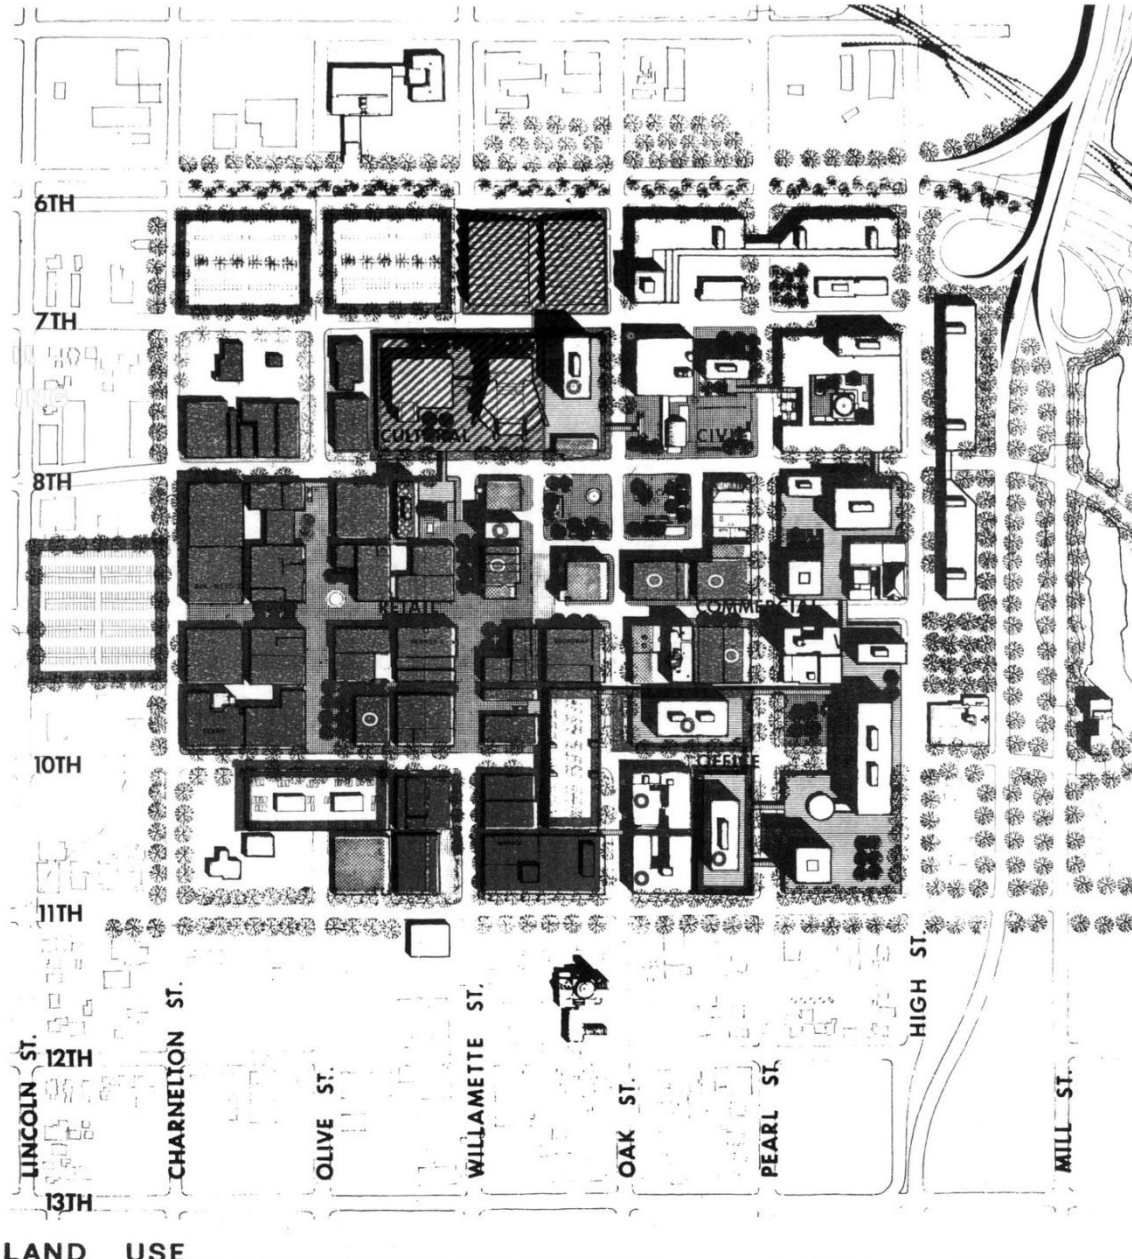 6TH
7TH
CULTURAL
CIVIC
8TH
RETAIL
COMMERCIAL
10TH
OFFICE
11TH
LINCOLN ST.
CHARNELTON ST.
OLIVE ST.
WILLAMETTE ST.
OAK ST.
PEARL ST.
HIGH ST.
MILL ST.
12TH
13TH
LAND USE